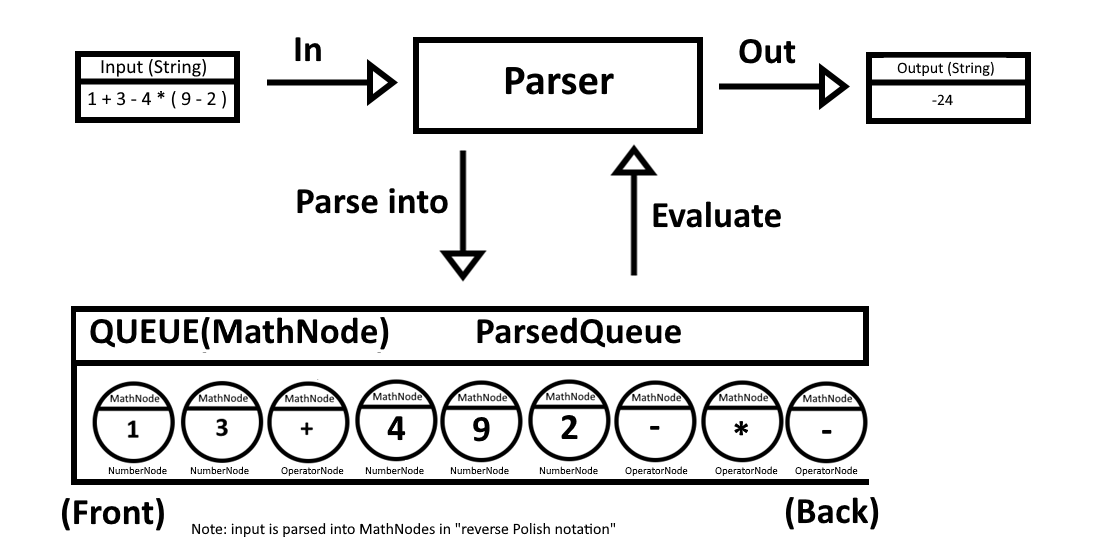 In
Out
Input (String)
1 + 3 - 4 * ( 9 - 2 )
Parser
Output (String)
-24
Parse into
Evaluate
QUEUE(MathNode) ParsedQueue
MathNode MathNode MathNode MathNode MathNode MathNode MathNode MathNode MathNode
1 3 + 4 9 2 - * -
NumberNode NumberNode OperatorNode NumberNode NumberNode NumberNode OperatorNode OperatorNode OperatorNode
(Front) (Back)
Note: input is parsed into MathNodes in "reverse Polish notation"